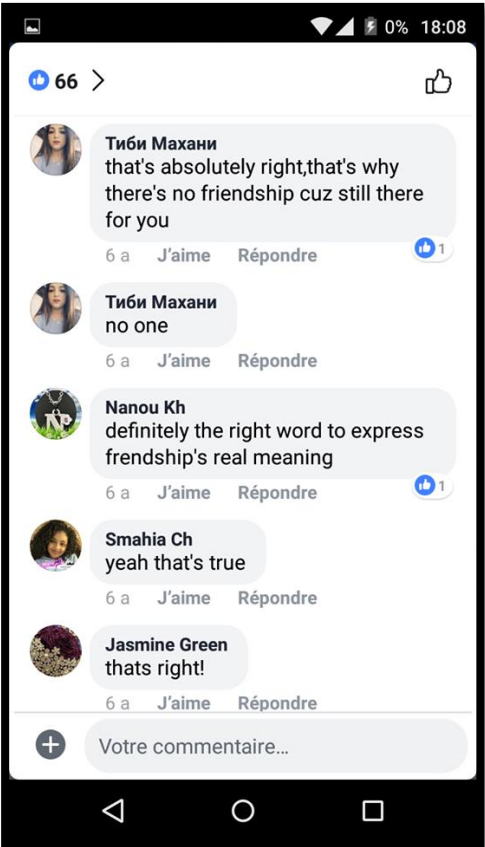 0% 18:08
66
Тиби Махани
that's absolutely right,that's why
there's no friendship cuz still there
for you
6 a J'aime Répondre 1
Тиби Махани
no one
6 a J'aime Répondre
Nanou Kh
definitely the right word to express
frendship's real meaning
6 a J'aime Répondre 1
Smahia Ch
yeah that's true
6 a J'aime Répondre
Jasmine Green
thats right!
6 a J'aime Répondre
Votre commentaire...